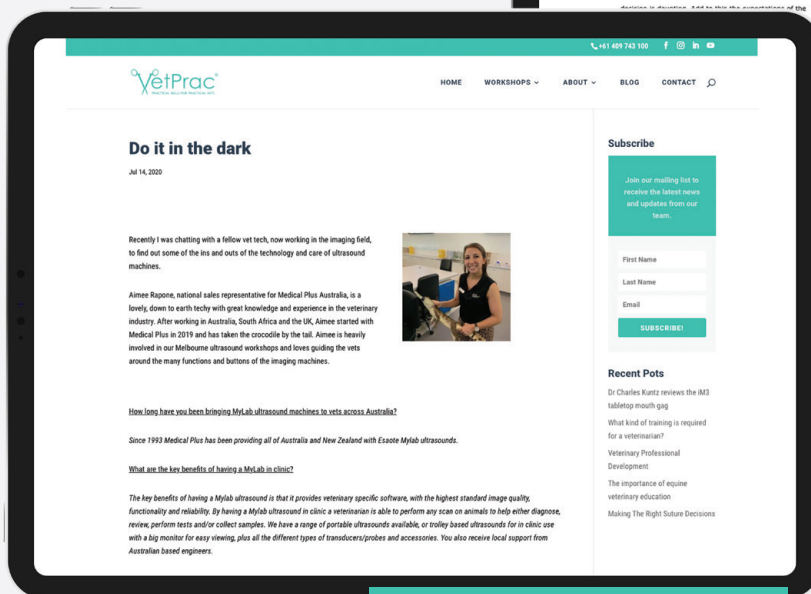 decision is devotion. Add to this the expectations of the
+61 409 743 100
VetPrac
HOME WORKSHOPS ABOUT BLOG CONTACT
Do it in the dark
Jul 14, 2020
Recently I was chatting with a fellow vet tech, now working in the imaging field,
to find out some of the ins and outs of the technology and care of ultrasound
machines.
Aimee Rapone, national sales representative for Medical Plus Australia, is a
lovely, down to earth techy with great knowledge and experience in the veterinary
industry. After working in Australia, South Africa and the UK, Aimee started with
Medical Plus in 2019 and has taken the crocodile by the tail. Aimee is heavily
involved in our Melbourne ultrasound workshops and loves guiding the vets
around the many functions and buttons of the imaging machines.
How long have you been bringing MyLab ultrasound machines to vets across Australia?
Since 1993 Medical Plus has been providing all of Australia and New Zealand with Esaote Mylab ultrasounds.
What are the key benefits of having a MyLab in clinic?
The key benefits of having a Mylab ultrasound is that it provides veterinary specific software, with the highest standard image quality,
functionality and reliability. By having a Mylab ultrasound in clinic a veterinarian is able to perform any scan on animals to help either diagnose,
review, perform tests and/or collect samples. We have a range of portable ultrasounds available, or trolley based ultrasounds for in clinic use
with a big monitor for easy viewing, plus all the different types of transducers/probes and accessories. You also receive local support from
Australian based engineers.
Subscribe
Join our mailing list to
receive the latest news
and updates from our
team.
First Name
Last Name
Email
SUBSCRIBE!
Recent Pots
Dr Charles Kuntz reviews the iM3
tabletop mouth gag
What kind of training is required
for a veterinarian?
Veterinary Professional
Development
The importance of equine
veterinary education
Making The Right Suture Decisions